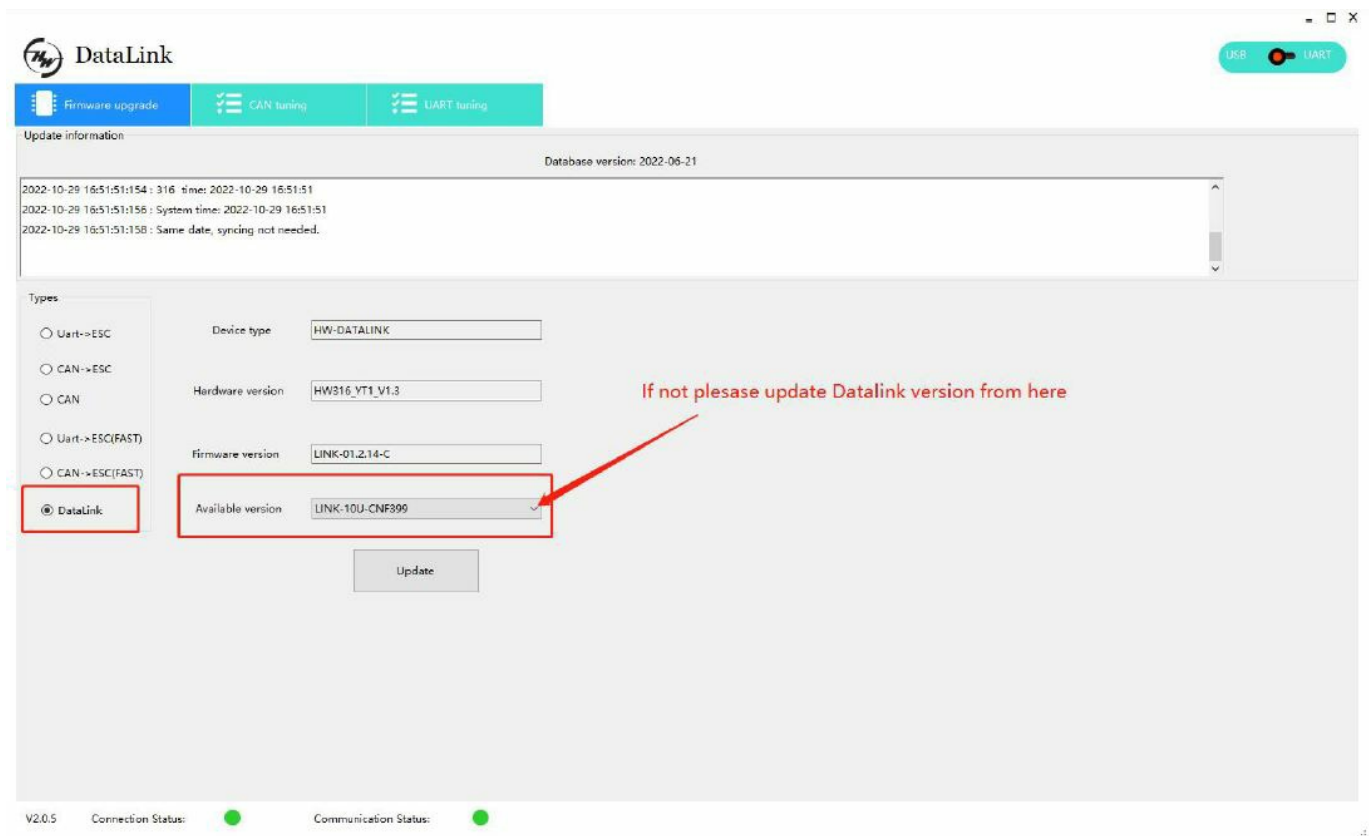 HW DataLink
USB UART
Firmware upgrade CAN tuning UART tuning
Update information
Database version: 2022-06-21
2022-10-29 16:51:51:154 : 316 time: 2022-10-29 16:51:51
2022-10-29 16:51:51:156 : System time: 2022-10-29 16:51:51
2022-10-29 16:51:51:158 : Same date, syncing not needed.
Types
Uart->ESC
CAN->ESC
CAN
Uart->ESC(FAST)
CAN->ESC(FAST)
DataLink
Device type HW-DATALINK
Hardware version HW316_YT1_V1.3
Firmware version LINK-01.2.14-C
Available version LINK-10U-CNF399
Update
If not plesase update Datalink version from here
V2.0.5 Connection Status: Communication Status: